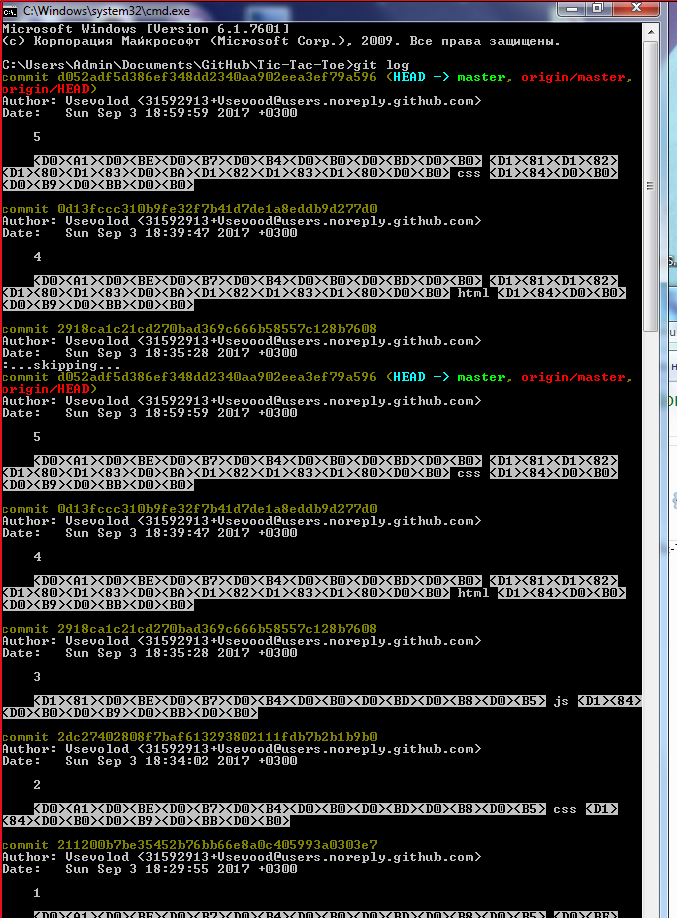 C:\Windows\system32\cmd.exe
Microsoft Windows [Version 6.1.7601]
(c) Корпорация Майкрософт (Microsoft Corp.), 2009. Все права защищены.
C:\Users\Admin\Documents\GitHub\Tic-Tac-Toe>git log
commit d052adf5d386ef348dd2340aa902eea3ef79a596 (HEAD -> master, origin/master,
origin/HEAD)
Author: Vsevolod <31592913+Vsevood@users.noreply.github.com>
Date:   Sun Sep 3 18:59:59 2017 +0300
5
<D0><A1><D0><BE><D0><B7><D0><B4><D0><B0><D0><BD><D0><B0> <D1><81><D1><82>
<D1><80><D1><83><D0><BA><D1><82><D1><83><D1><80><D0><B0> css <D1><84><D0><B0>
<D0><B9><D0><BB><D0><B0>
commit 0d13fccc310b9fe32f7b41d7de1a8eddb9d277d0
Author: Vsevolod <31592913+Vsevood@users.noreply.github.com>
Date:   Sun Sep 3 18:39:47 2017 +0300
4
<D0><A1><D0><BE><D0><B7><D0><B4><D0><B0><D0><BD><D0><B0> <D1><81><D1><82>
<D1><80><D1><83><D0><BA><D1><82><D1><83><D1><80><D0><B0> html <D1><84><D0><B0>
<D0><B9><D0><BB><D0><B0>
commit 2918ca1c21cd270bad369c666b58557c128b7608
Author: Vsevolod <31592913+Vsevood@users.noreply.github.com>
Date:   Sun Sep 3 18:35:28 2017 +0300
:...skipping...
commit d052adf5d386ef348dd2340aa902eea3ef79a596 (HEAD -> master, origin/master,
origin/HEAD)
Author: Vsevolod <31592913+Vsevood@users.noreply.github.com>
Date:   Sun Sep 3 18:59:59 2017 +0300
5
<D0><A1><D0><BE><D0><B7><D0><B4><D0><B0><D0><BD><D0><B0> <D1><81><D1><82>
<D1><80><D1><83><D0><BA><D1><82><D1><83><D1><80><D0><B0> css <D1><84><D0><B0>
<D0><B9><D0><BB><D0><B0>
commit 0d13fccc310b9fe32f7b41d7de1a8eddb9d277d0
Author: Vsevolod <31592913+Vsevood@users.noreply.github.com>
Date:   Sun Sep 3 18:39:47 2017 +0300
4
<D0><A1><D0><BE><D0><B7><D0><B4><D0><B0><D0><BD><D0><B0> <D1><81><D1><82>
<D1><80><D1><83><D0><BA><D1><82><D1><83><D1><80><D0><B0> html <D1><84><D0><B0>
<D0><B9><D0><BB><D0><B0>
commit 2918ca1c21cd270bad369c666b58557c128b7608
Author: Vsevolod <31592913+Vsevood@users.noreply.github.com>
Date:   Sun Sep 3 18:35:28 2017 +0300
3
<D1><81><D0><BE><D0><B7><D0><B4><D0><B0><D0><BD><D0><B8><D0><B5> js <D1><84>
<D0><B0><D0><B9><D0><BB><D0><B0>
commit 2dc27402808f7baf613293802111fdb7b2b1b9b0
Author: Vsevolod <31592913+Vsevood@users.noreply.github.com>
Date:   Sun Sep 3 18:34:02 2017 +0300
2
<D0><A1><D0><BE><D0><B7><D0><B4><D0><B0><D0><BD><D0><B8><D0><B5> css <D1>
<84><D0><B0><D0><B9><D0><BB><D0><B0>
commit 211200b7be35452b76bb66e8a0c405993a0303e7
Author: Vsevolod <31592913+Vsevood@users.noreply.github.com>
Date:   Sun Sep 3 18:29:55 2017 +0300
1